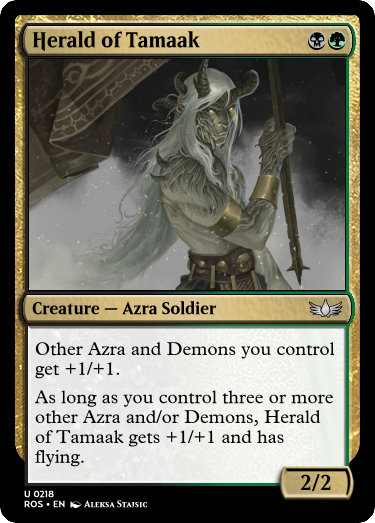 Herald of Tamaak
Creature — Azra Soldier
Other Azra and Demons you control
get +1/+1.
As long as you control three or more
other Azra and/or Demons, Herald
of Tamaak gets +1/+1 and has
flying.
2/2
U 0218
ROS • EN Aleksa Stajsic